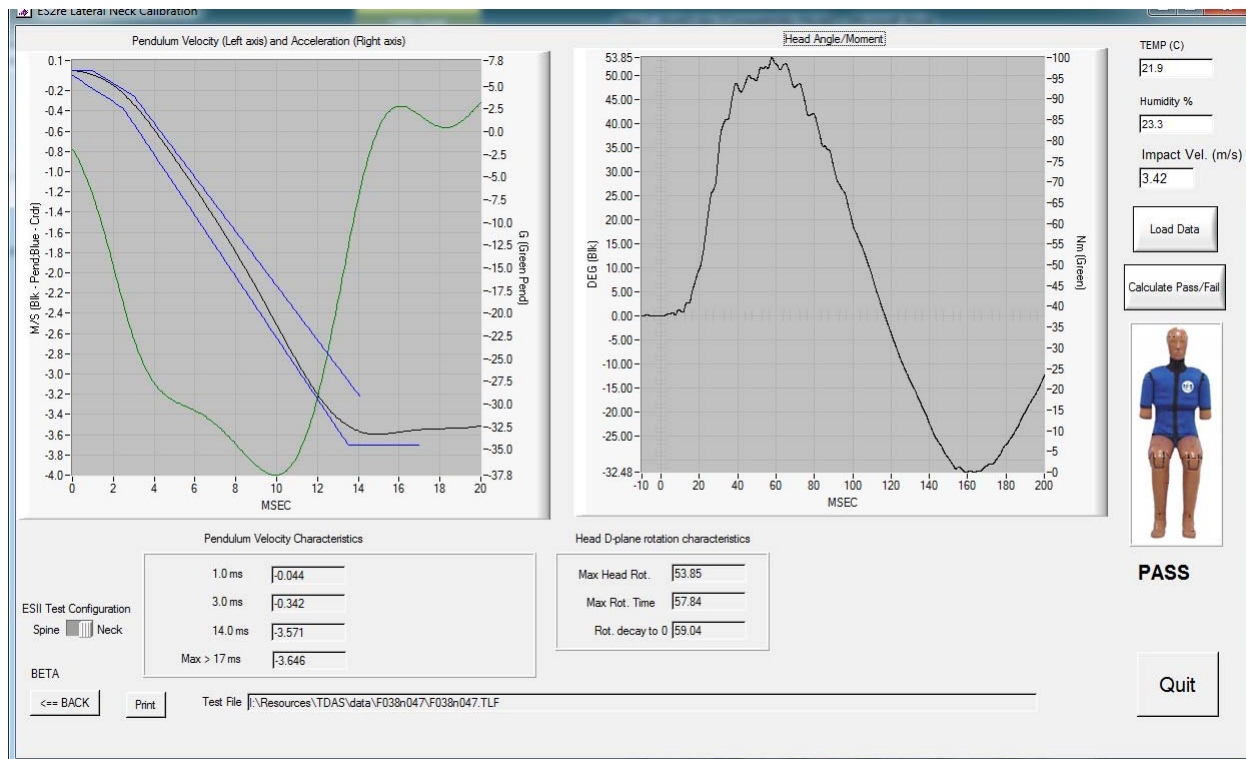 ES2re Lateral Neck Calibration
Pendulum Velocity (Left axis) and Acceleration (Right axis)
M/S (Blk - Pend;Blue - Crdr)
0.1
-0.2
-0.4
-0.6
-0.8
-1.0
-1.2
-1.4
-1.6
-1.8
-2.0
-2.2
-2.4
-2.6
-2.8
-3.0
-3.2
-3.4
-3.6
-3.8
-4.0
0 2 4 6 8 10 12 14 16 18 20
MSEC
7.8
5.0
2.5
0.0
-2.5
-5.0
-7.5
-10.0
-12.5
-15.0
-17.5
-20.0
-22.5
-25.0
-27.5
-30.0
-32.5
-35.0
-37.8
G (Green Pend)
Head Angle/Moment
DEG (Blk)
53.85
50.00
45.00
40.00
35.00
30.00
25.00
20.00
15.00
10.00
5.00
0.00
-5.00
-10.00
-15.00
-20.00
-25.00
-32.48
-10 0 20 40 60 80 100 120 140 160 180 200
MSEC
100
95
90
85
80
75
70
65
60
55
50
45
40
35
30
25
20
15
10
5
0
Nm (Green)
TEMP (C)
21.9
Humidity %
23.3
Impact Vel. (m/s)
3.42
Load Data
Calculate Pass/Fail
PASS
Quit
Pendulum Velocity Characteristics
1.0 ms -0.044
3.0 ms -0.342
14.0 ms -3.571
Max > 17 ms -3.646
Head D-plane rotation characteristics
Max Head Rot. 53.85
Max Rot. Time 57.84
Rot. decay to 0 59.04
ESII Test Configuration
Spine Neck
BETA
<== BACK
Print
Test File I:\Resources\TDAS\data\F038n047\F038n047.TLF